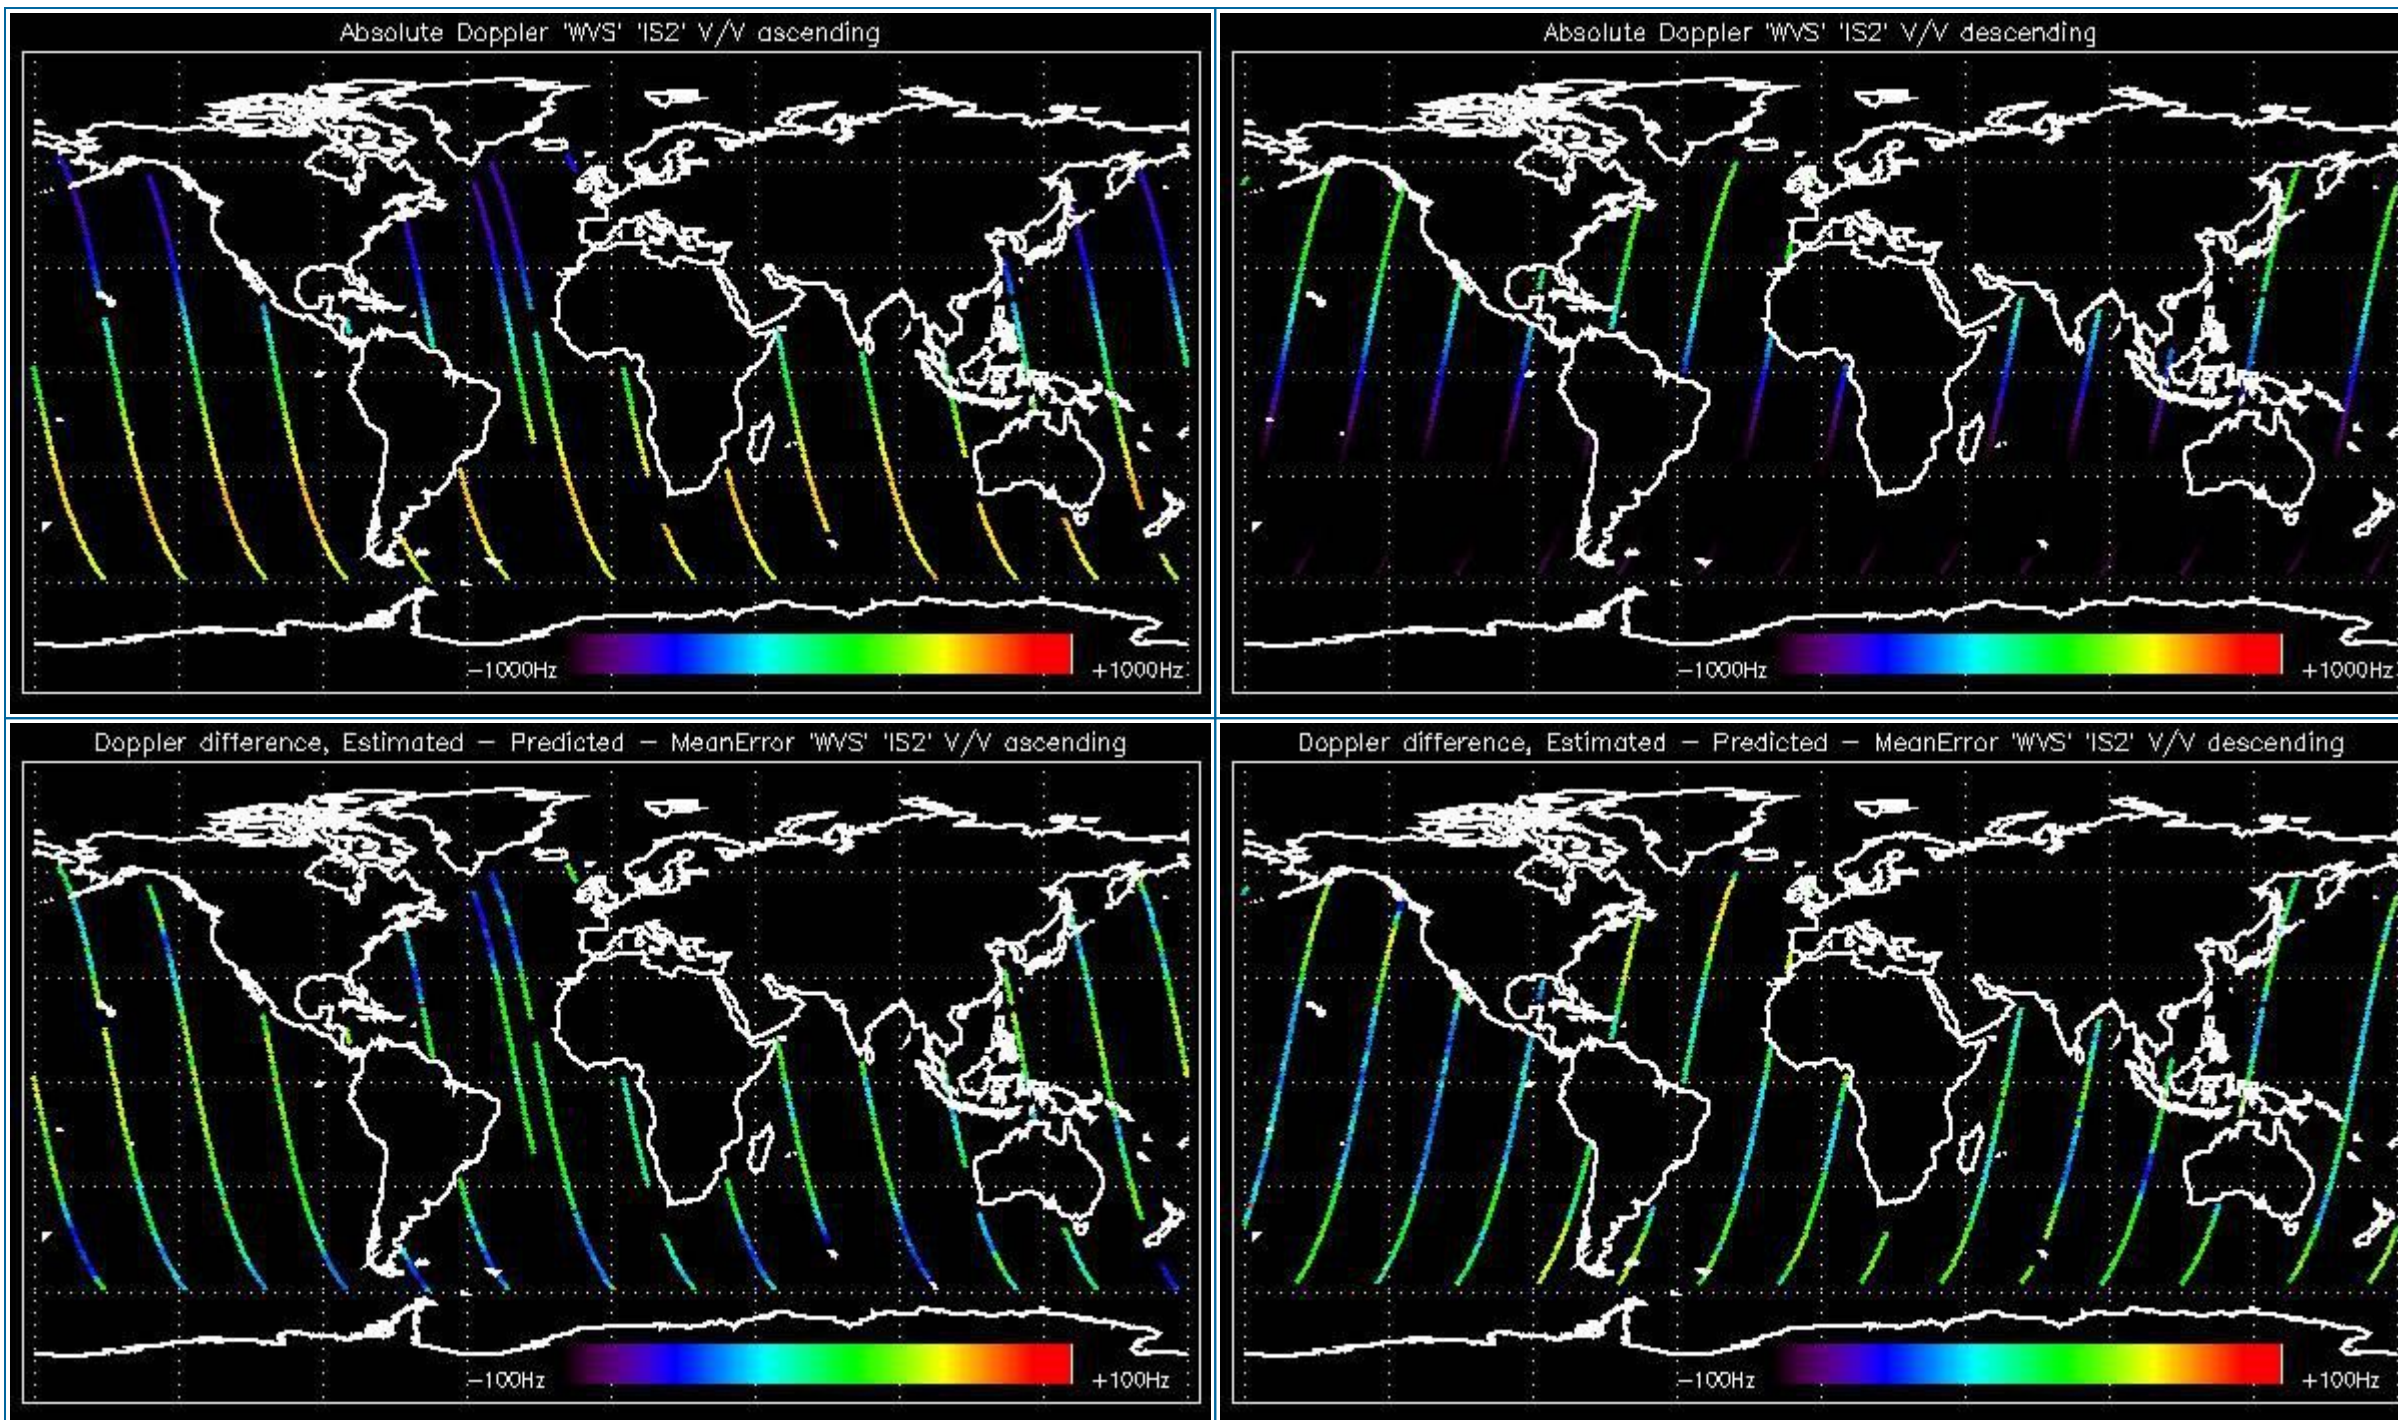 Absolute Doppler 'WVS' 'IS2' V/V ascending
-1000Hz
+1000Hz
Absolute Doppler 'WVS' 'IS2' V/V descending
-1000Hz
+1000Hz
Doppler difference, Estimated - Predicted - MeanError 'WVS' 'IS2' V/V ascending
-100Hz
+100Hz
Doppler difference, Estimated - Predicted - MeanError 'WVS' 'IS2' V/V descending
-100Hz
+100Hz